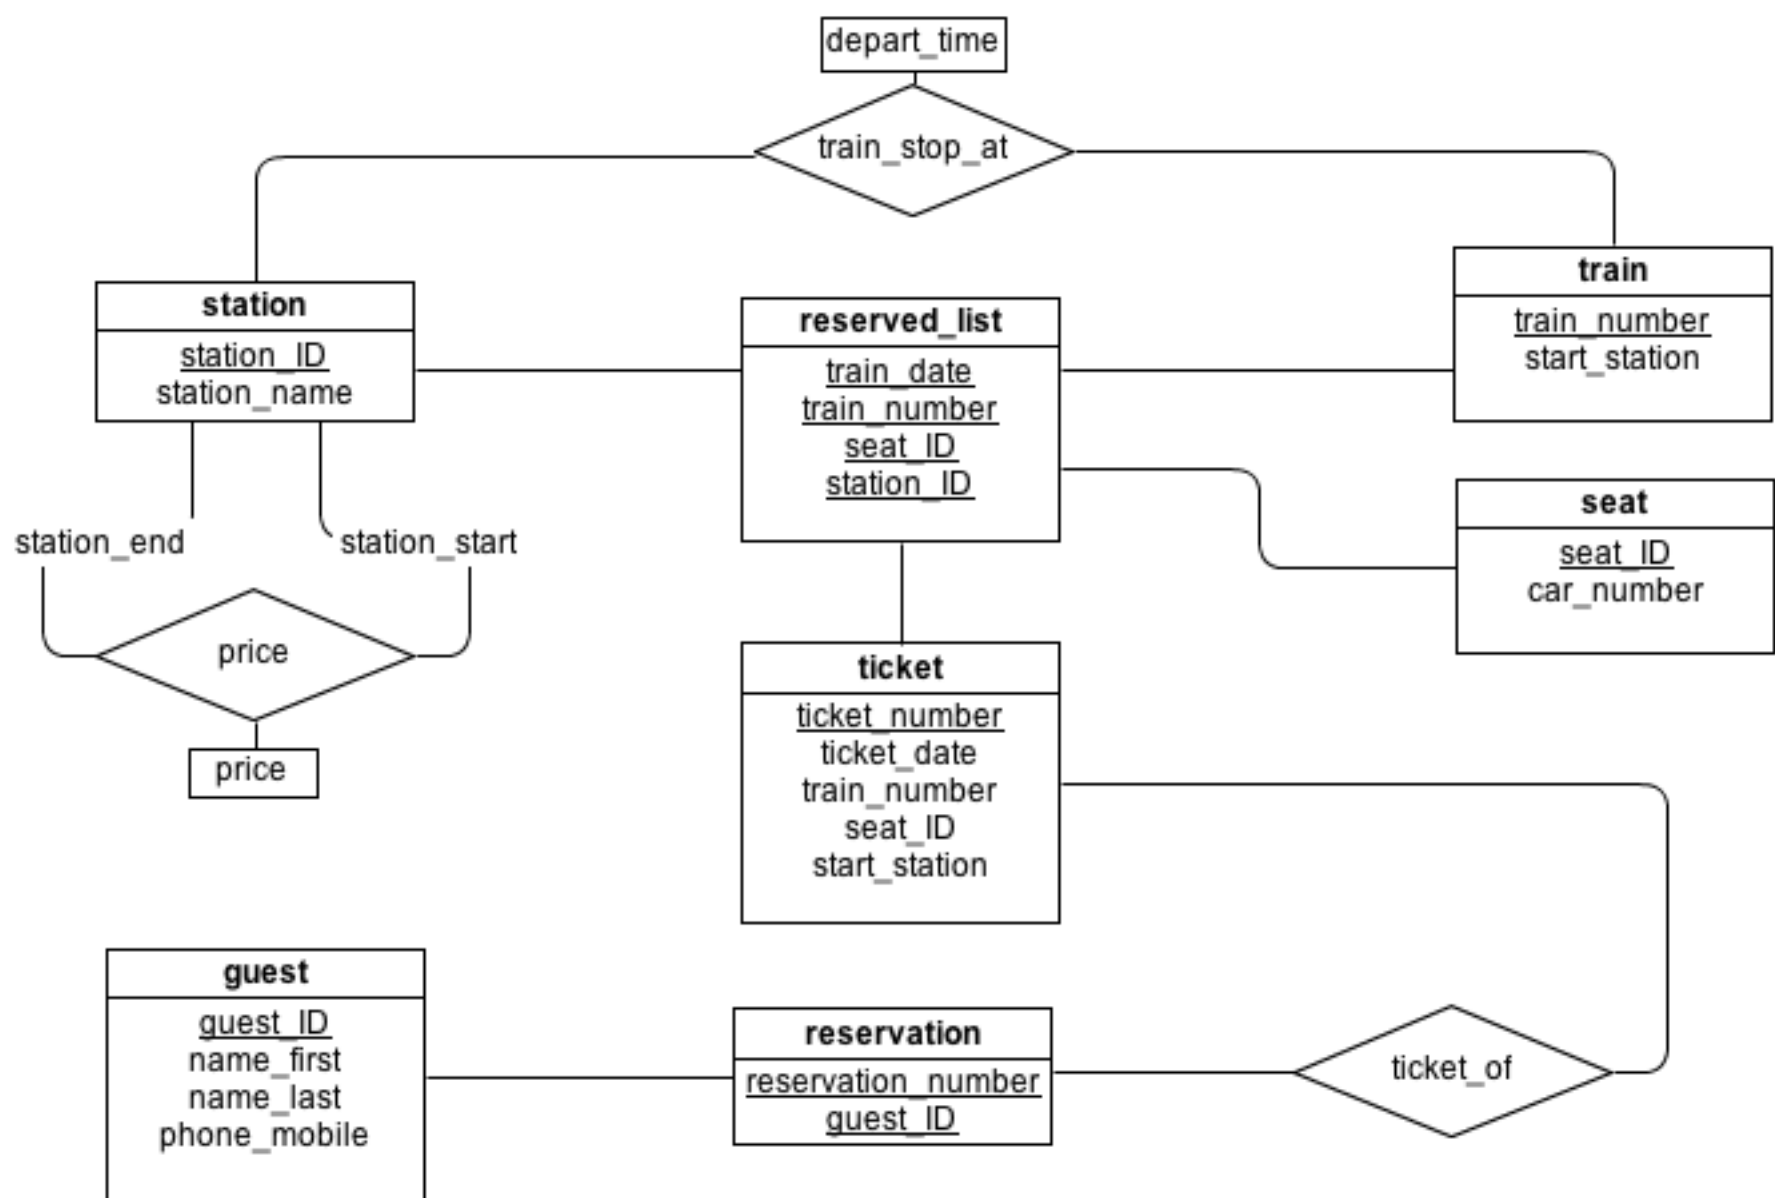 depart_time
train_stop_at
station
station_ID
station_name
reserved_list
train_date
train_number
seat_ID
station_ID
train
train_number
start_station
seat
seat_ID
car_number
station_end
station_start
price
price
ticket
ticket_number
ticket_date
train_number
seat_ID
start_station
guest
guest_ID
name_first
name_last
phone_mobile
reservation
reservation_number
guest_ID
ticket_of